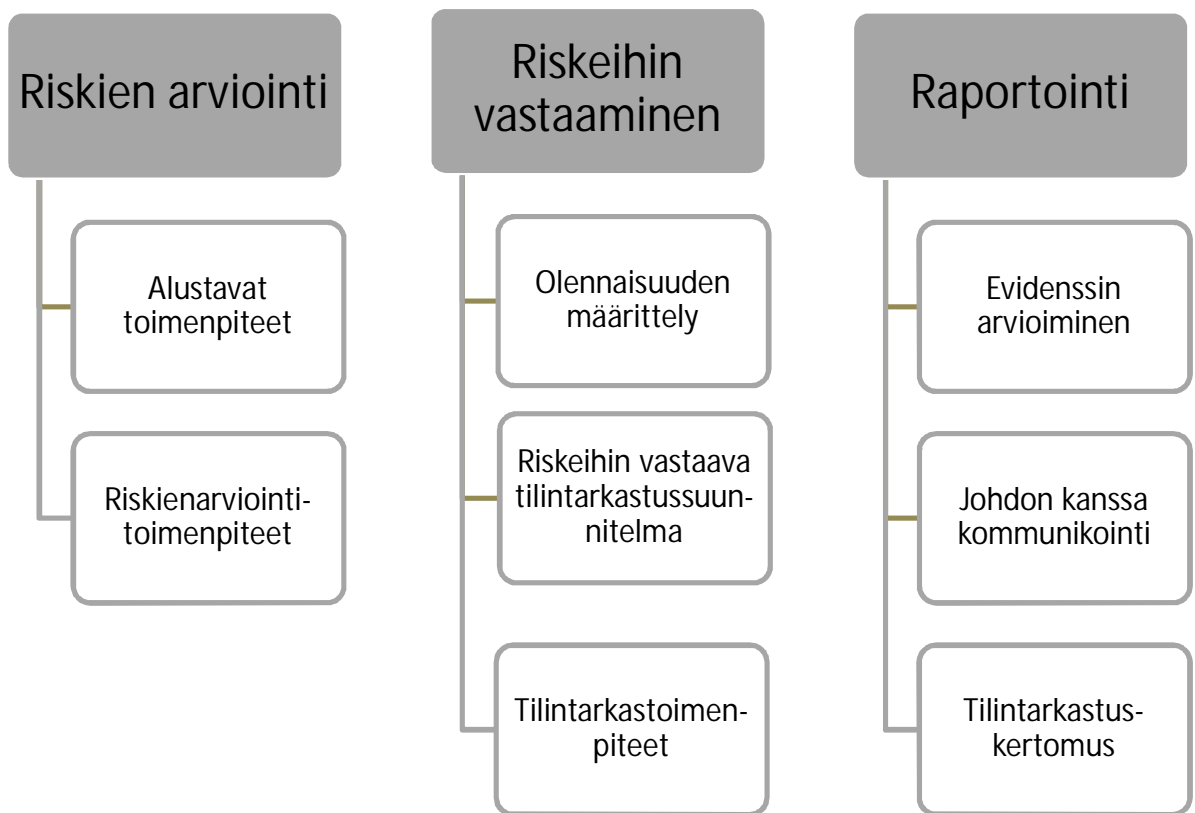 Riskien arviointi
Alustavat
toimenpiteet
Riskienarviointi-
toimenpiteet
Riskeihin
vastaaminen
Olennaisuuden
määrittely
Riskeihin vastaava
tilintarkastussuun-
nitelma
Tilintarkastoimen-
piteet
Raportointi
Evidenssin
arvioiminen
Johdon kanssa
kommunikointi
Tilintarkastus-
kertomus